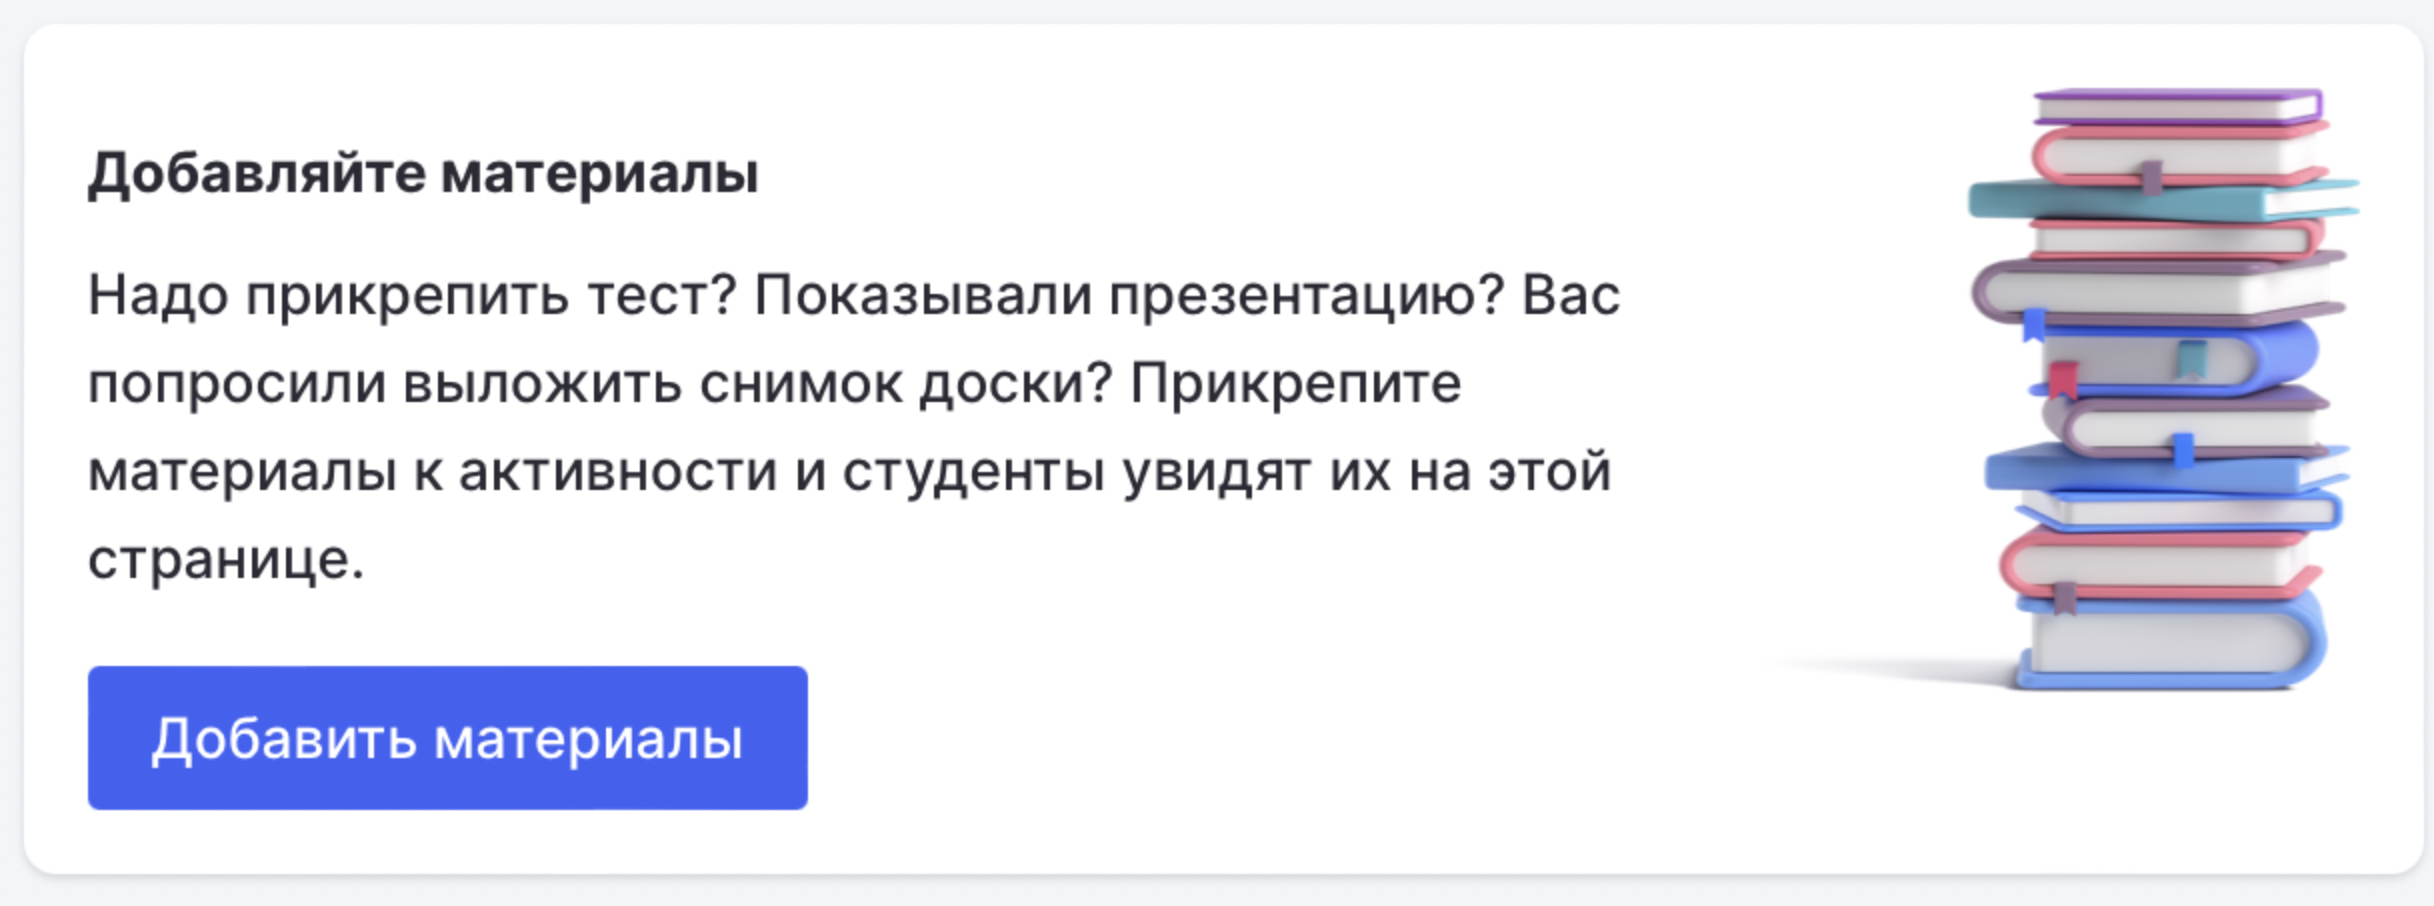 Добавляйте материалы
Надо прикрепить тест? Показывали презентацию? Вас
попросили выложить снимок доски? Прикрепите
материалы к активности и студенты увидят их на этой
странице.
Добавить материалы